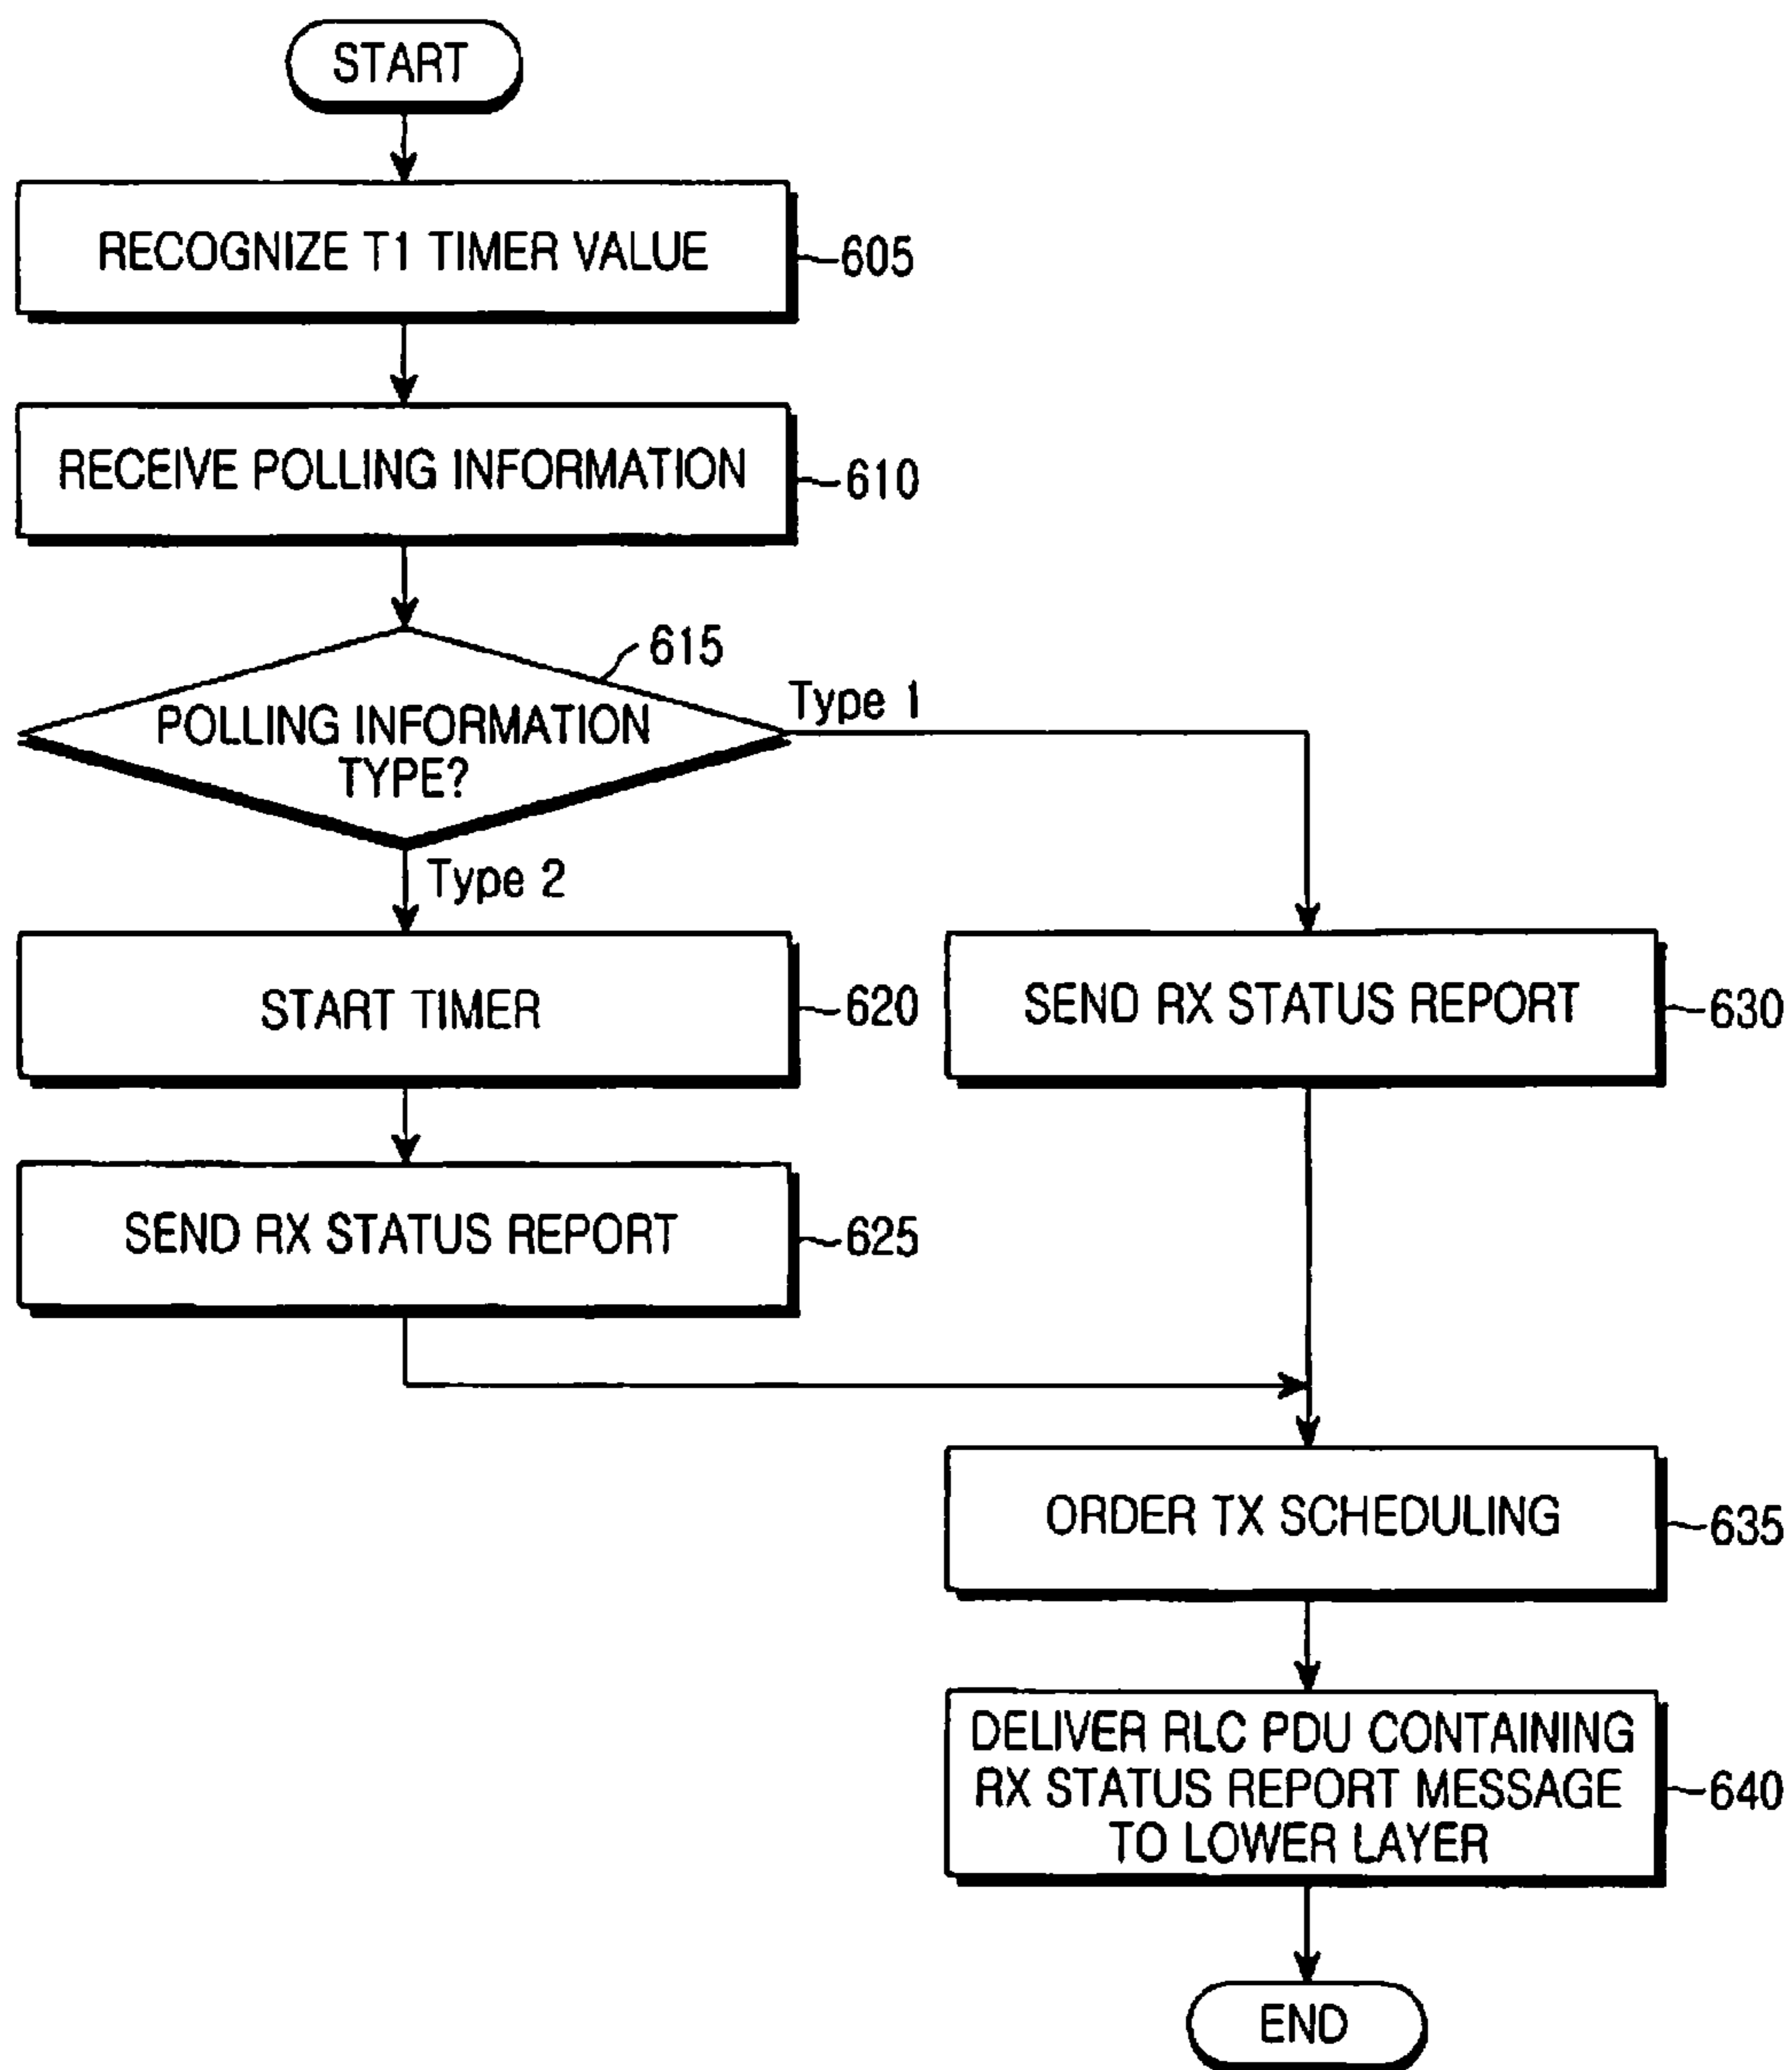 START
RECOGNIZE T1 TIMER VALUE
605
RECEIVE POLLING INFORMATION
610
615
POLLING INFORMATION
TYPE?
Type 1
Type 2
START TIMER
620
SEND RX STATUS REPORT
630
SEND RX STATUS REPORT
625
ORDER TX SCHEDULING
635
DELIVER RLC PDU CONTAINING
RX STATUS REPORT MESSAGE
TO LOWER LAYER
640
END